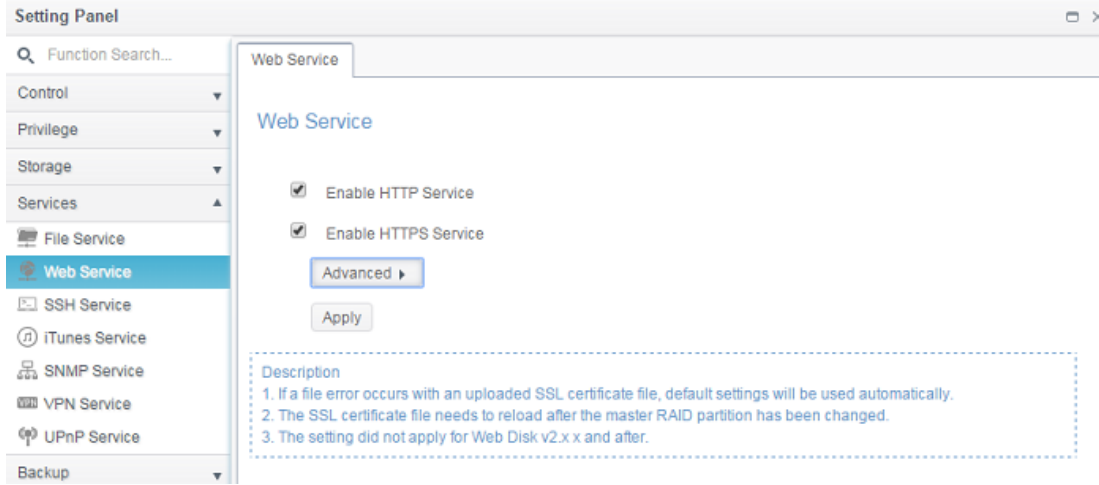 Setting Panel
Function Search...
Control
Privilege
Storage
Services
File Service
Web Service
SSH Service
iTunes Service
SNMP Service
VPN Service
UPnP Service
Backup
Web Service
Web Service
Enable HTTP Service
Enable HTTPS Service
Advanced
Apply
Description
1. If a file error occurs with an uploaded SSL certificate file, default settings will be used automatically.
2. The SSL certificate file needs to reload after the master RAID partition has been changed.
3. The setting did not apply for Web Disk v2.x x and after.